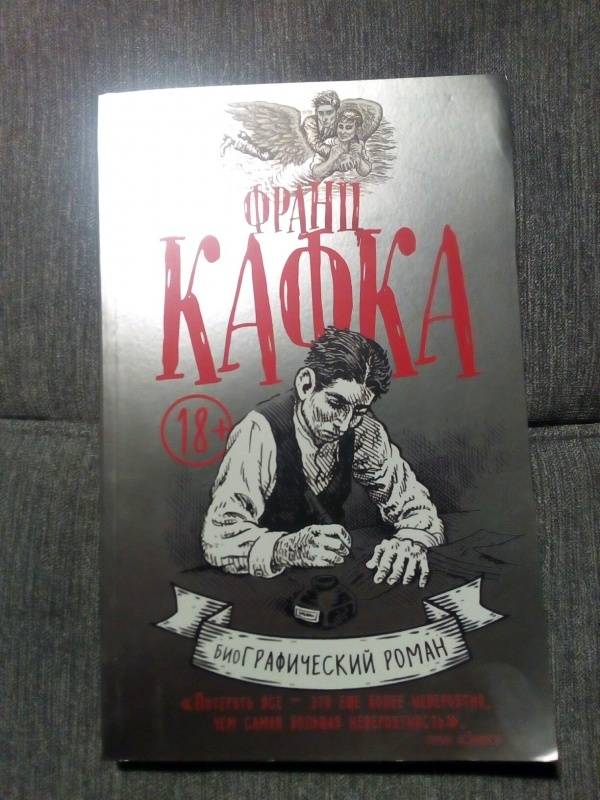 ФРАНЦ
КАФКА
18+
биоГРАФИЧЕСКИЙ РОМАН
«Потерять все – это еще более невероятно,
чем самая большая невероятность».